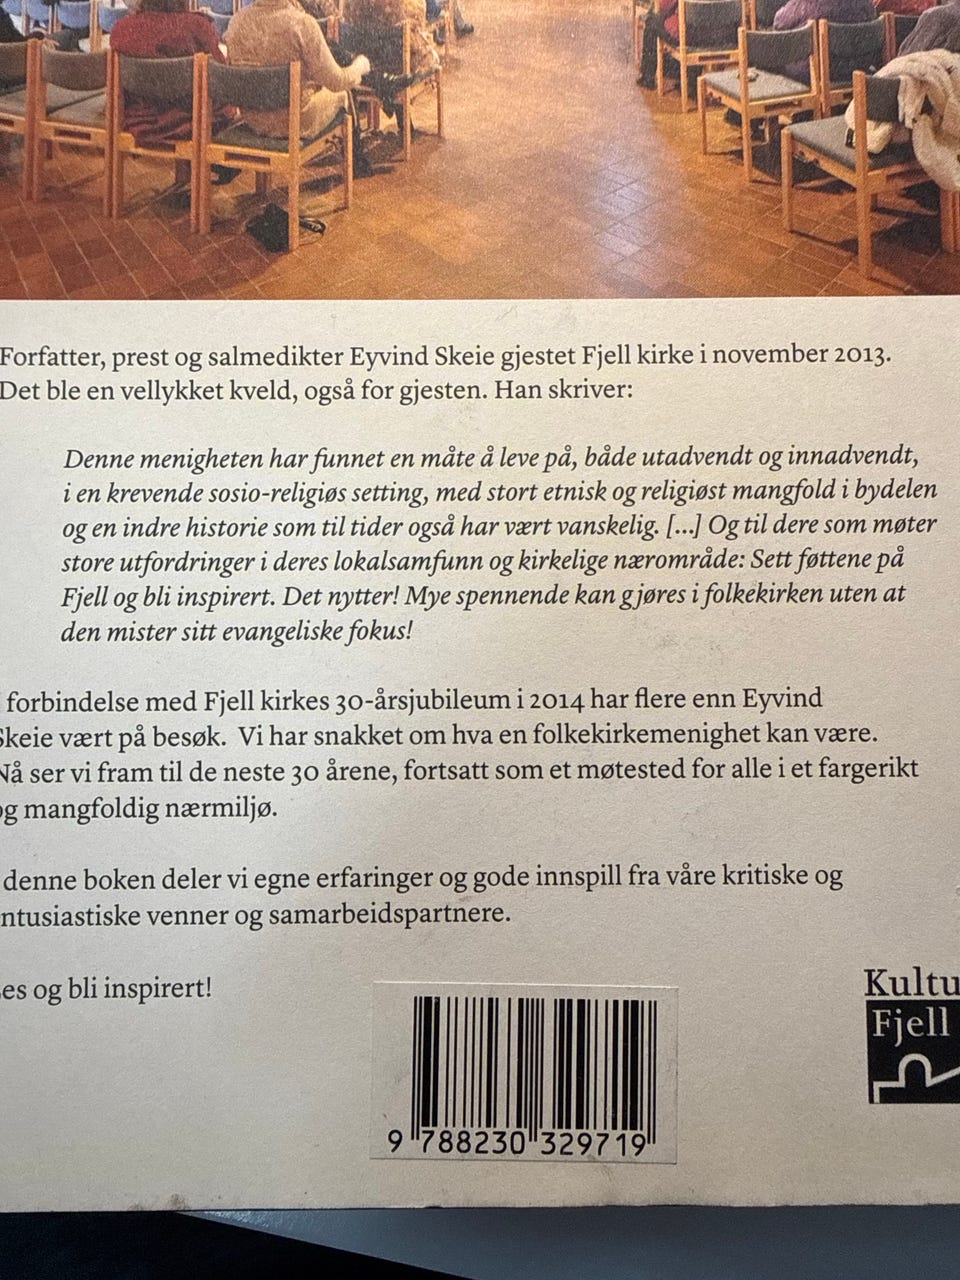 Forfatter, prest og salmedikter Eyvind Skeie gjestet Fjell kirke i november 2013.
Det ble en vellykket kveld, også for gjesten. Han skriver:
Denne menigheten har funnet en måte å leve på, både utadvendt og innadvendt,
i en krevende sosio-religiøs setting, med stort etnisk og religiøst mangfold i bydelen
og en indre historie som til tider også har vært vanskelig. [...] Og til dere som møter
store utfordringer i deres lokalsamfunn og kirkelige nærområde: Sett føttene på
Fjell og bli inspirert. Det nytter! Mye spennende kan gjøres i folkekirken uten at
den mister sitt evangeliske fokus!
forbindelse med Fjell kirkes 30-årsjubileum i 2014 har flere enn Eyvind
Skeie vært på besøk. Vi har snakket om hva en folkekirkemenighet kan være.
Nå ser vi fram til de neste 30 årene, fortsatt som et møtested for alle i et fargerikt
og mangfoldig nærmiljø.
denne boken deler vi egne erfaringer og gode innspill fra våre kritiske og
ntusiastiske venner og samarbeidspartnere.
es og bli inspirert!
Kultu
Fjell
9 788230 329719